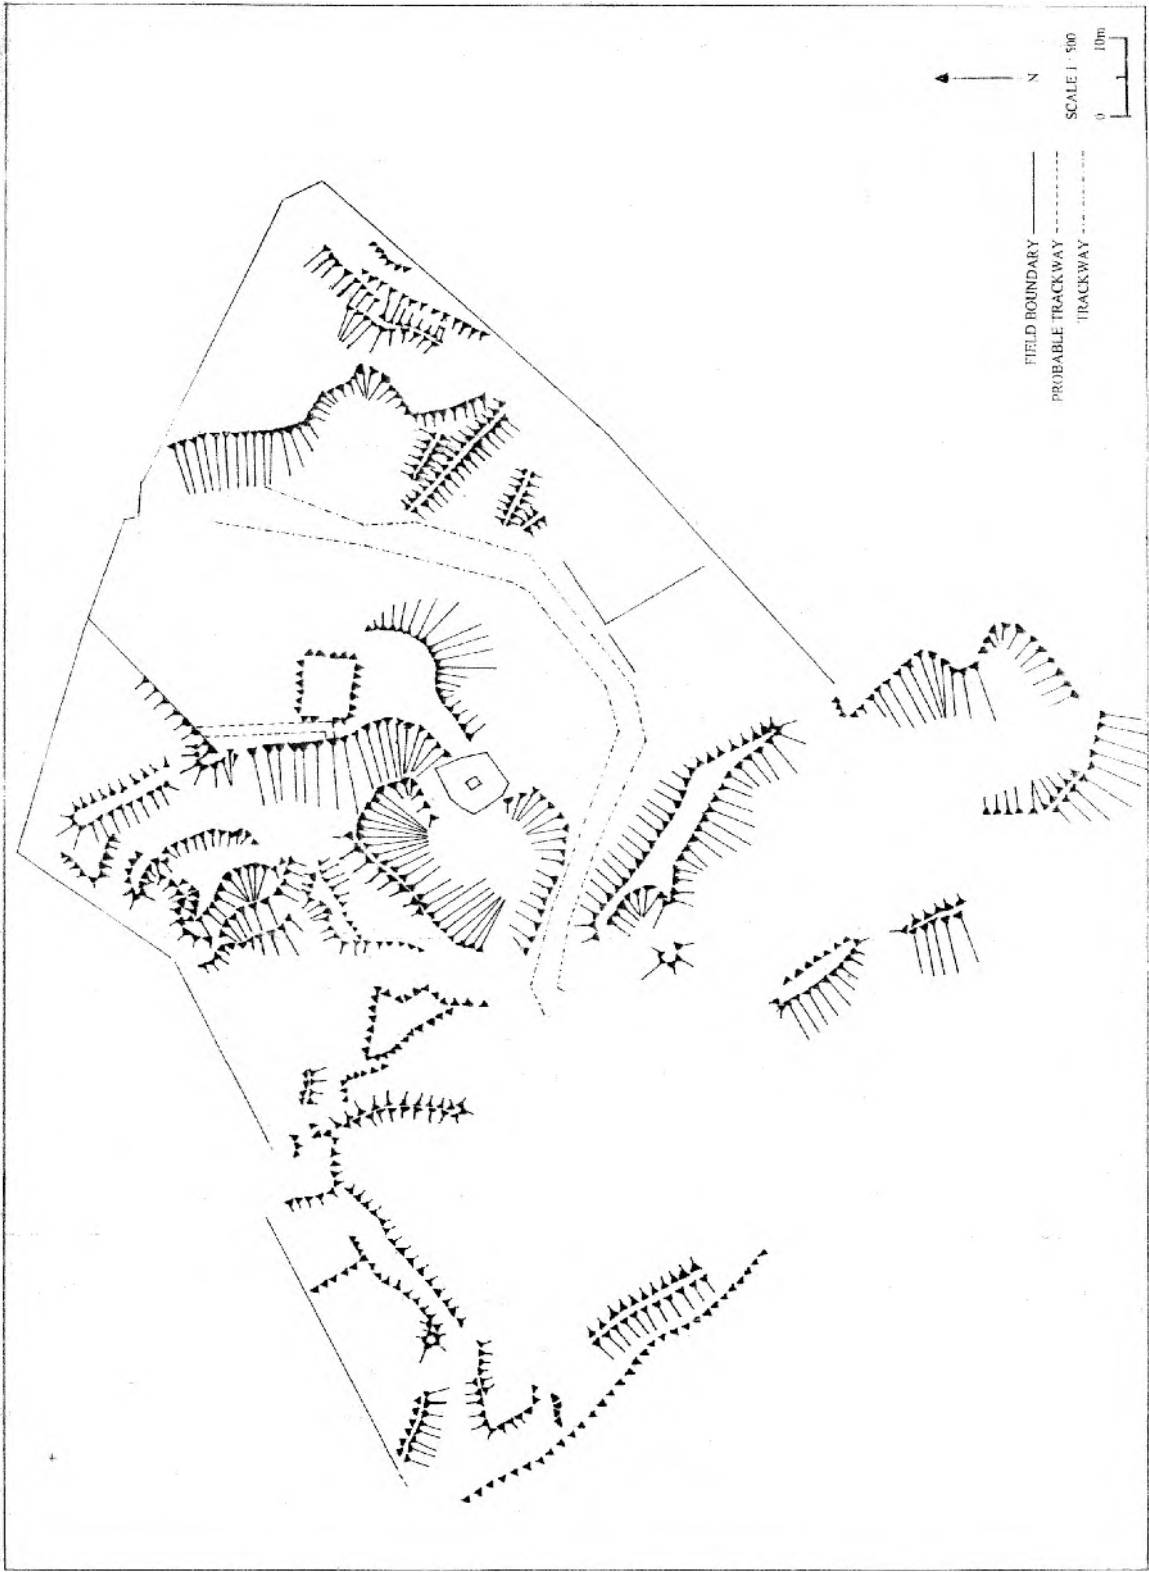 N
SCALE 1 : 500
0 10m
FIELD BOUNDARY
PROBABLE TRACKWAY
TRACKWAY